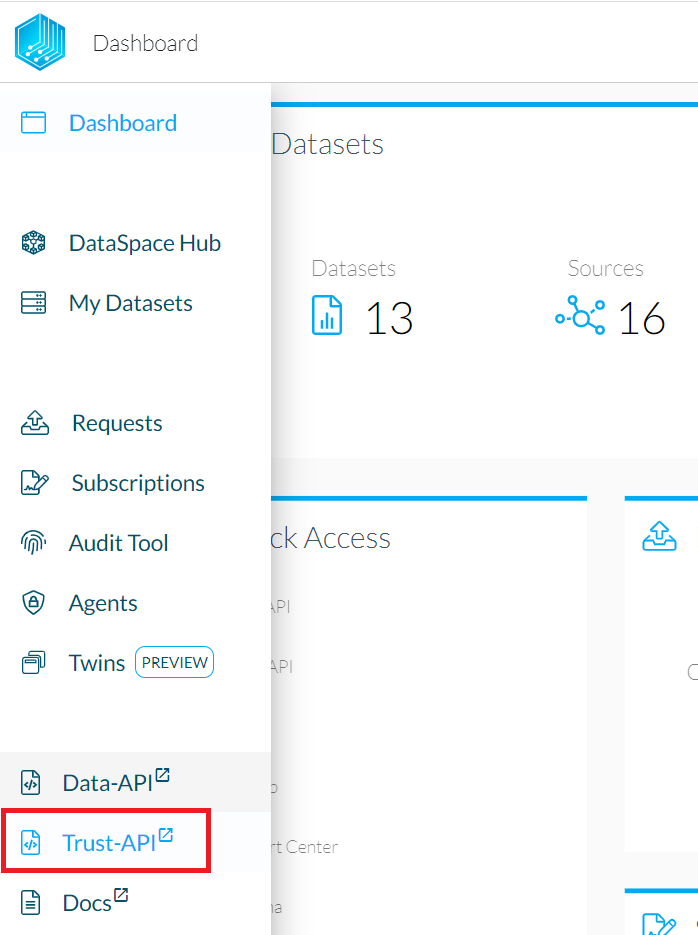 Dashboard
Dashboard
DataSpace Hub
My Datasets
Requests
Subscriptions
Audit Tool
Agents
Twins PREVIEW
Data-API
Trust-API
Docs
Datasets
Datasets
13
Sources
16
ck Access
API
API
rt Center